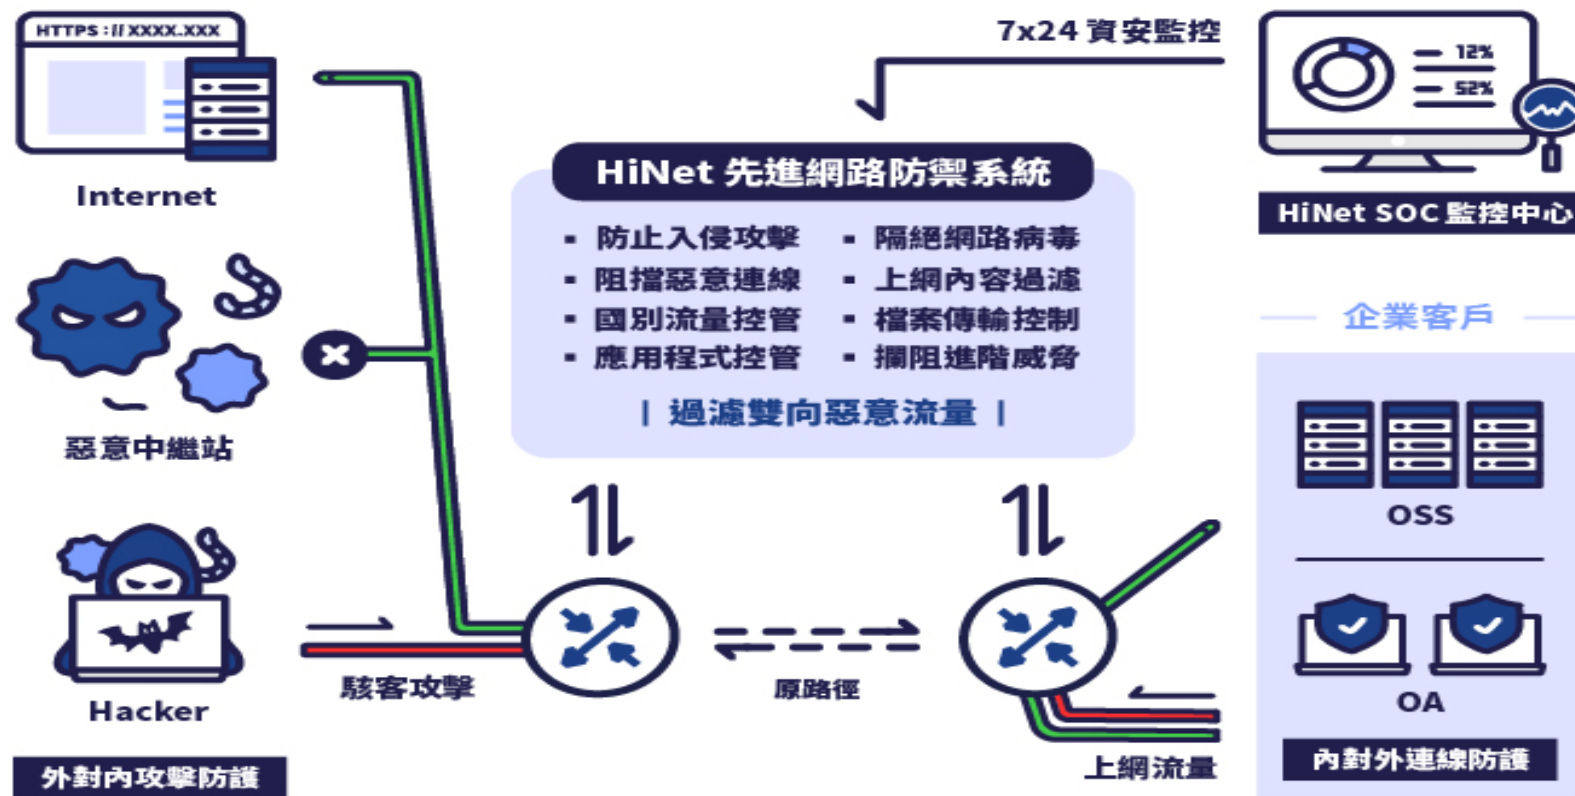 HTTPS://XXXX.XXX
Internet
惡意中繼站
Hacker
外對內攻擊防護
駭客攻擊
7x24 資安監控
HiNet 先進網路防禦系統
▪ 防止入侵攻擊 ▪ 隔絕網路病毒
▪ 阻擋惡意連線 ▪ 上網內容過濾
▪ 國別流量控管 ▪ 檔案傳輸控制
▪ 應用程式控管 ▪ 攔阻進階威脅
| 過濾雙向惡意流量 |
原路徑
上網流量
12%
52%
HiNet SOC 監控中心
企業客戶
OSS
OA
內對外連線防護